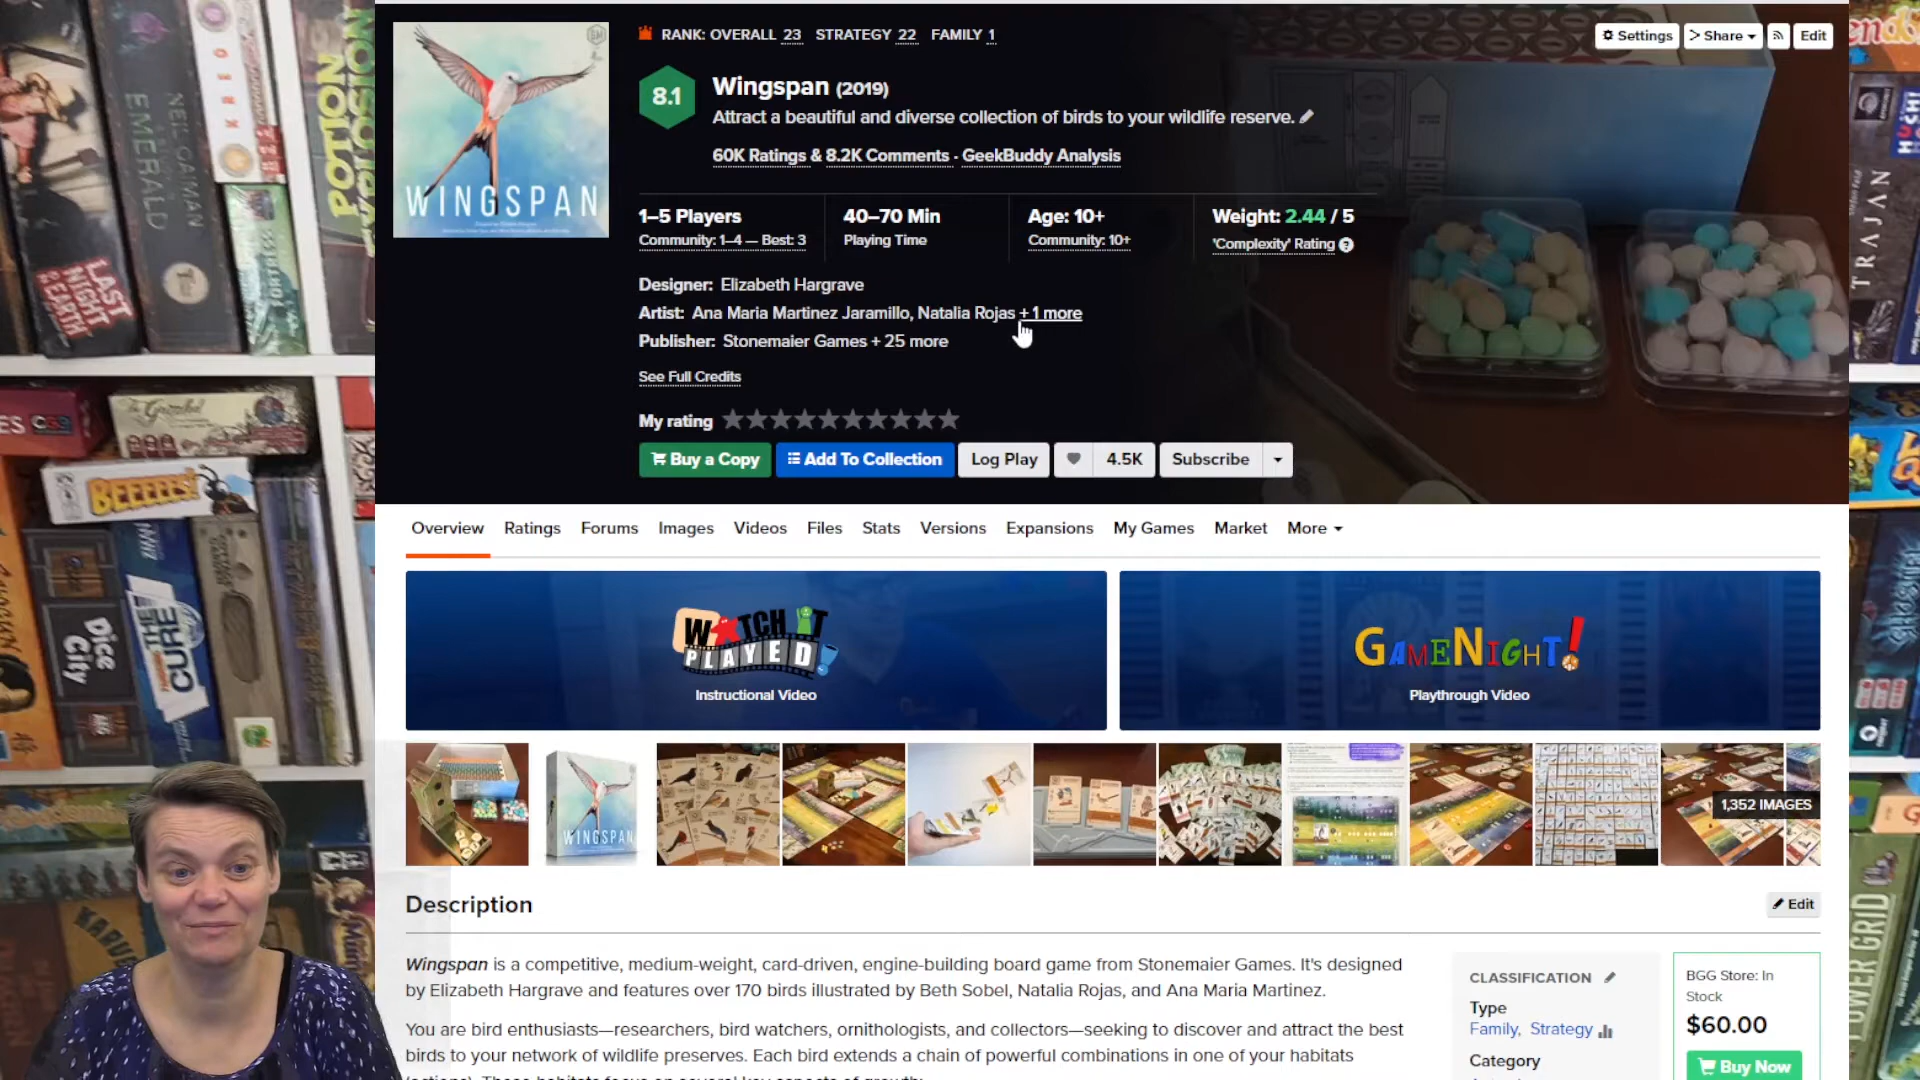 RANK: OVERALL 23 STRATEGY 22 FAMILY 1
Settings
Share
Edit
8.1
Wingspan (2019)
Attract a beautiful and diverse collection of birds to your wildlife reserve.
60K Ratings & 8.2K Comments · GeekBuddy Analysis
WINGSPAN
1–5 Players
Community: 1–4 — Best: 3
40–70 Min
Playing Time
Age: 10+
Community: 10+
Weight: 2.44 / 5
'Complexity' Rating
Designer: Elizabeth Hargrave
Artist: Ana Maria Martinez Jaramillo, Natalia Rojas + 1 more
Publisher: Stonemaier Games + 25 more
See Full Credits
My rating
Buy a Copy
Add To Collection
Log Play
4.5K
Subscribe
Overview Ratings Forums Images Videos Files Stats Versions Expansions My Games Market More
WATCH IT
PLAYED
Instructional Video
GAMENIGHT!
Playthrough Video
WINGSPAN
1,352 IMAGES
Description
Edit
Wingspan is a competitive, medium-weight, card-driven, engine-building board game from Stonemaier Games. It's designed
by Elizabeth Hargrave and features over 170 birds illustrated by Beth Sobel, Natalia Rojas, and Ana Maria Martinez.
You are bird enthusiasts—researchers, bird watchers, ornithologists, and collectors—seeking to discover and attract the best
birds to your network of wildlife preserves. Each bird extends a chain of powerful combinations in one of your habitats
CLASSIFICATION
Type
Family, Strategy
Category
BGG Store: In
Stock
$60.00
Buy Now
NEIL GAIMAN
EMERALD
POTION
LAST
NIGHT
EARTH
BEEEEES!
Dice
City
THE
CURE
TRAJAN
POWER GRID